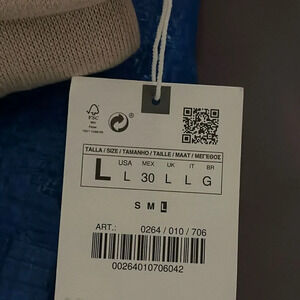 FSC
TALLA / SIZE / TAMANHO / TAILLE / MAAT / ΜΕΓΕΘΟΣ
USA MEX UK IT BR
L L 30 L L G
S M L
ART.: 0264 / 010 / 706
00264010706042